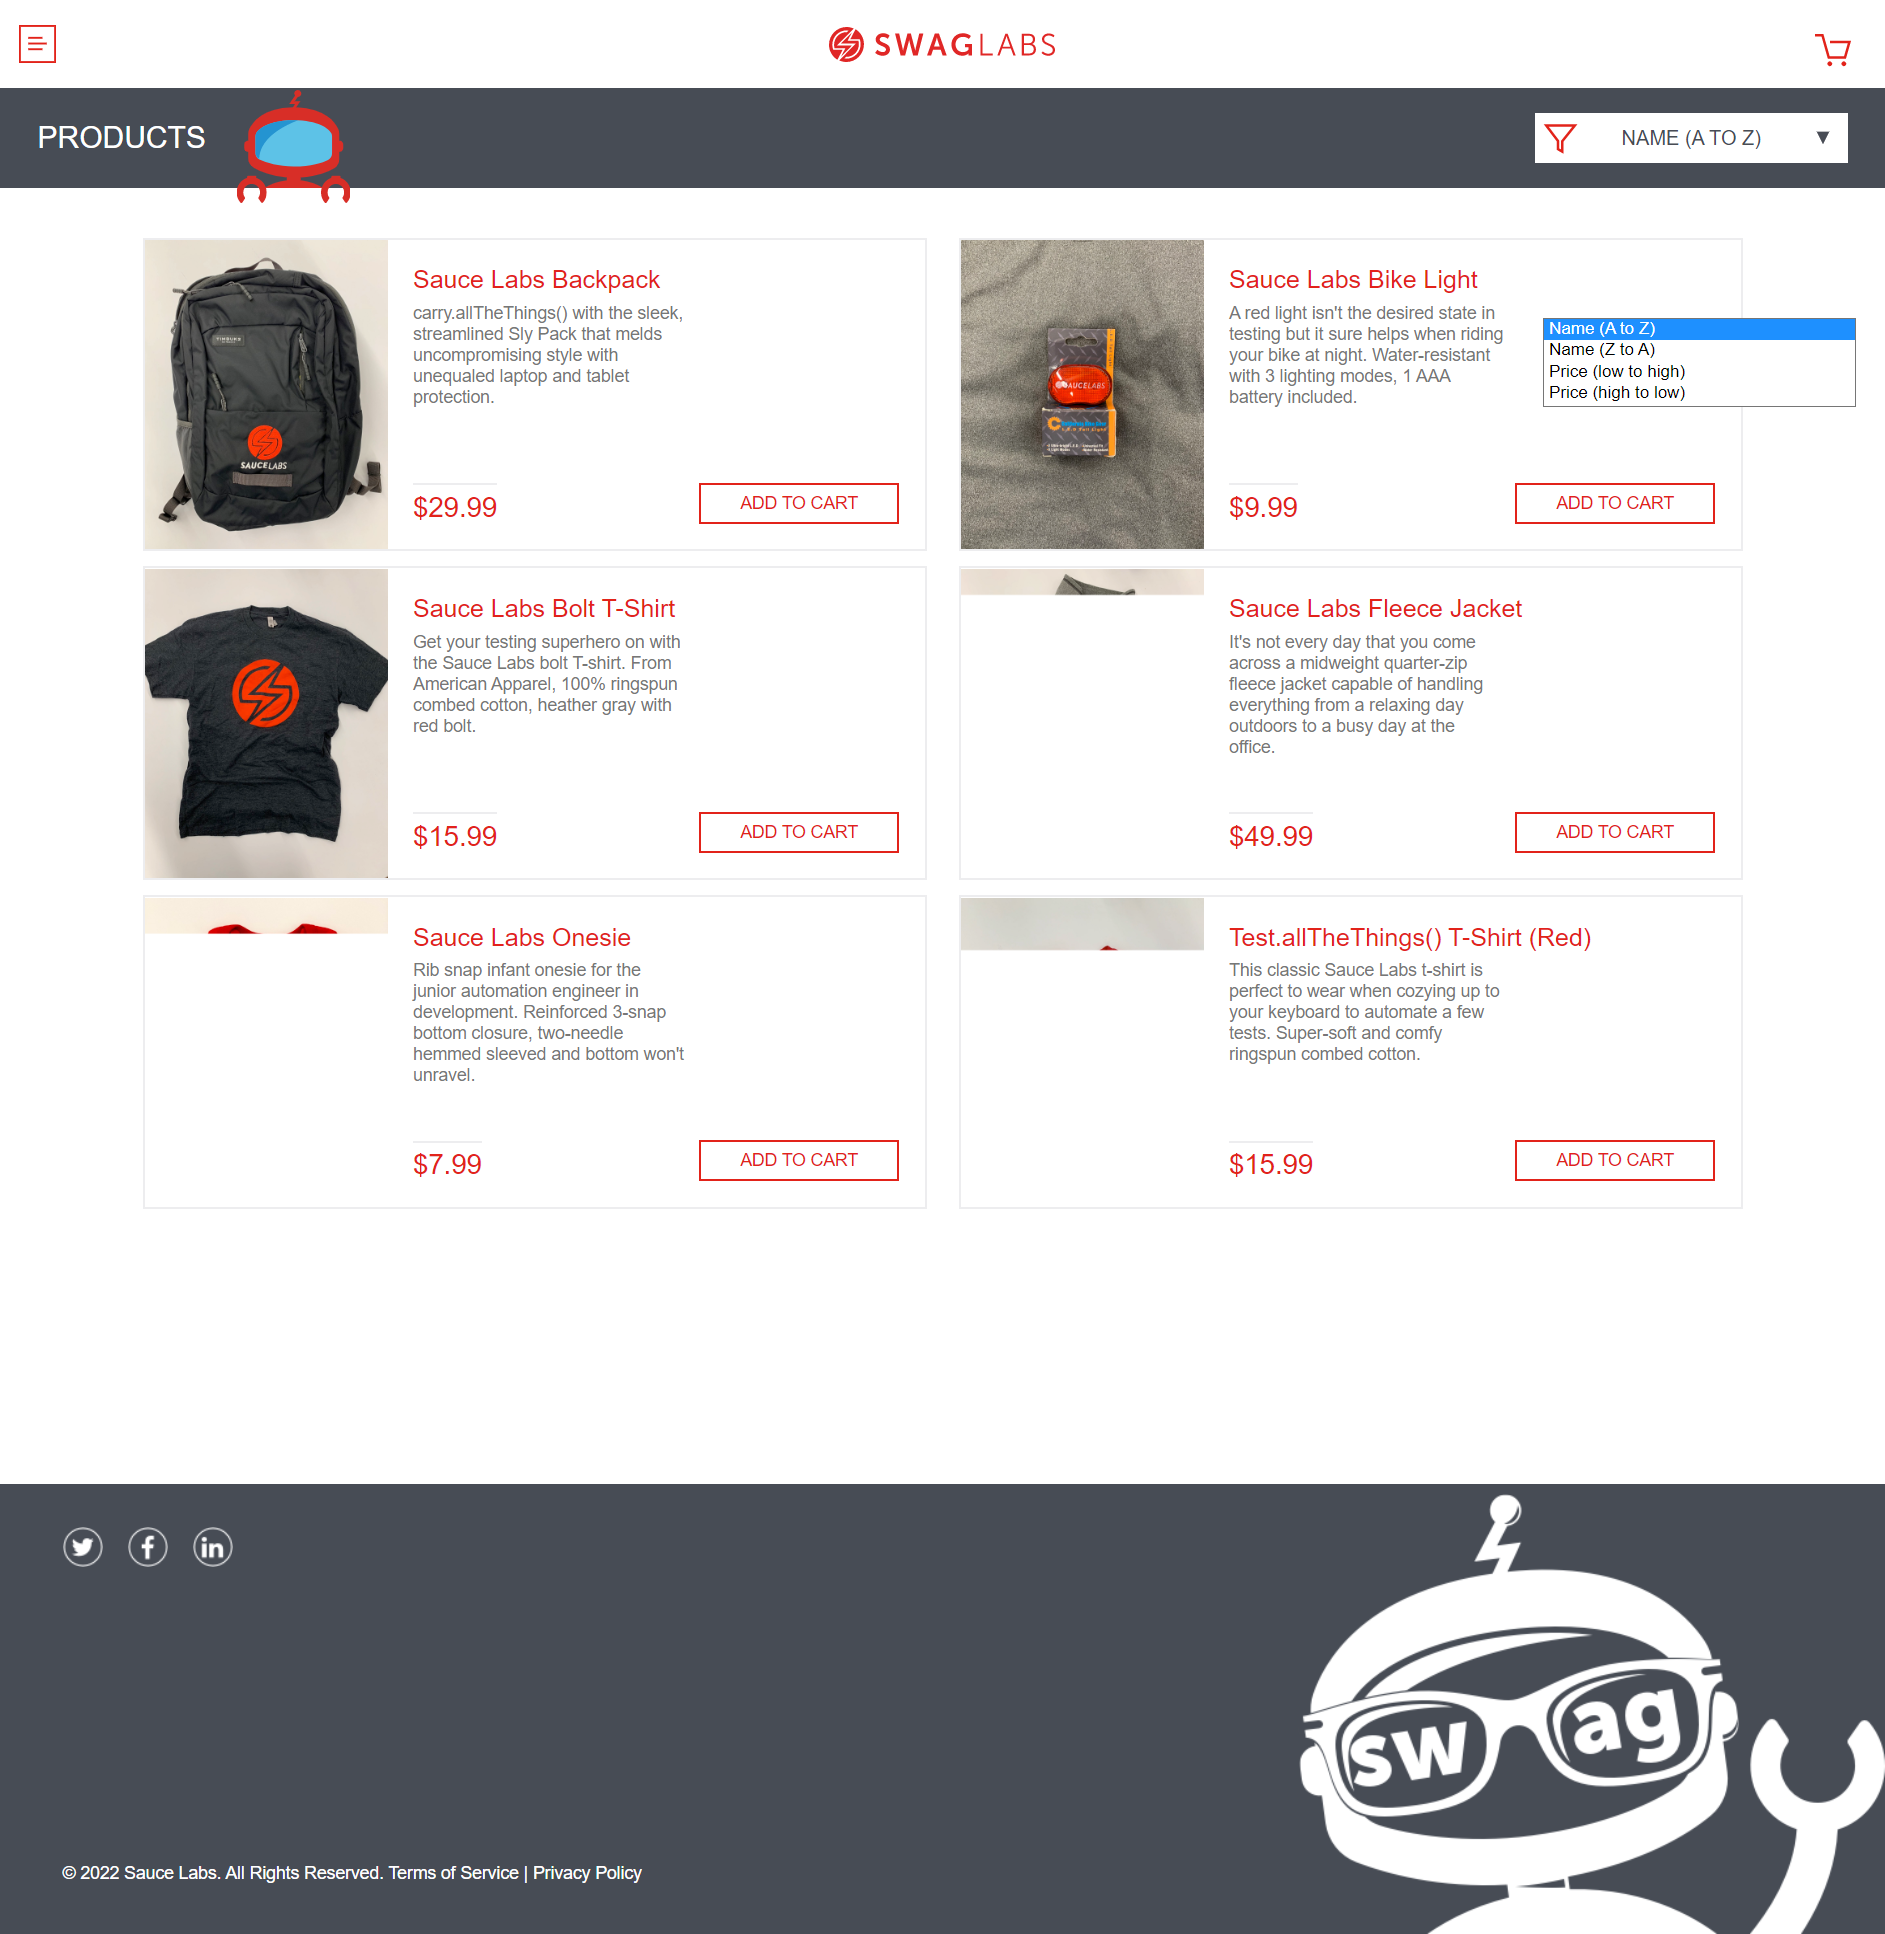 SWAGLABS
PRODUCTS
NAME (A TO Z) ▼
Sauce Labs Backpack
carry.allTheThings() with the sleek,
streamlined Sly Pack that melds
uncompromising style with
unequaled laptop and tablet
protection.
SAUCELABS
$29.99
ADD TO CART
Sauce Labs Bike Light
A red light isn't the desired state in
testing but it sure helps when riding
your bike at night. Water-resistant
with 3 lighting modes, 1 AAA
battery included.
SAUCELABS
$9.99
ADD TO CART
Name (A to Z)
Name (Z to A)
Price (low to high)
Price (high to low)
Sauce Labs Bolt T-Shirt
Get your testing superhero on with
the Sauce Labs bolt T-shirt. From
American Apparel, 100% ringspun
combed cotton, heather gray with
red bolt.
$15.99
ADD TO CART
Sauce Labs Fleece Jacket
It's not every day that you come
across a midweight quarter-zip
fleece jacket capable of handling
everything from a relaxing day
outdoors to a busy day at the
office.
$49.99
ADD TO CART
Sauce Labs Onesie
Rib snap infant onesie for the
junior automation engineer in
development. Reinforced 3-snap
bottom closure, two-needle
hemmed sleeved and bottom won't
unravel.
$7.99
ADD TO CART
Test.allTheThings() T-Shirt (Red)
This classic Sauce Labs t-shirt is
perfect to wear when cozying up to
your keyboard to automate a few
tests. Super-soft and comfy
ringspun combed cotton.
$15.99
ADD TO CART
swag
© 2022 Sauce Labs. All Rights Reserved. Terms of Service | Privacy Policy